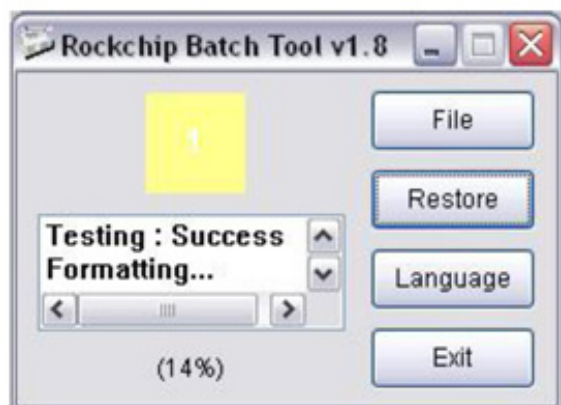 Rockchip Batch Tool v1.8
1
File
Restore
Testing : Success
Formatting...
Language
(14%)
Exit